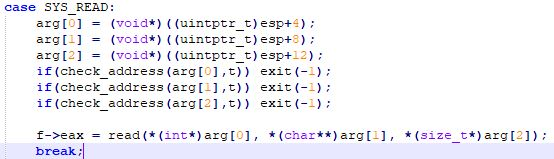 case SYS_READ:
arg[0] = (void*)((uintptr_t)esp+4);
arg[1] = (void*)((uintptr_t)esp+8);
arg[2] = (void*)((uintptr_t)esp+12);
if(check_address(arg[0],t)) exit(-1);
if(check_address(arg[1],t)) exit(-1);
if(check_address(arg[2],t)) exit(-1);
f->eax = read(*(int*)arg[0], *(char**)arg[1], *(size_t*)arg[2]);
break;